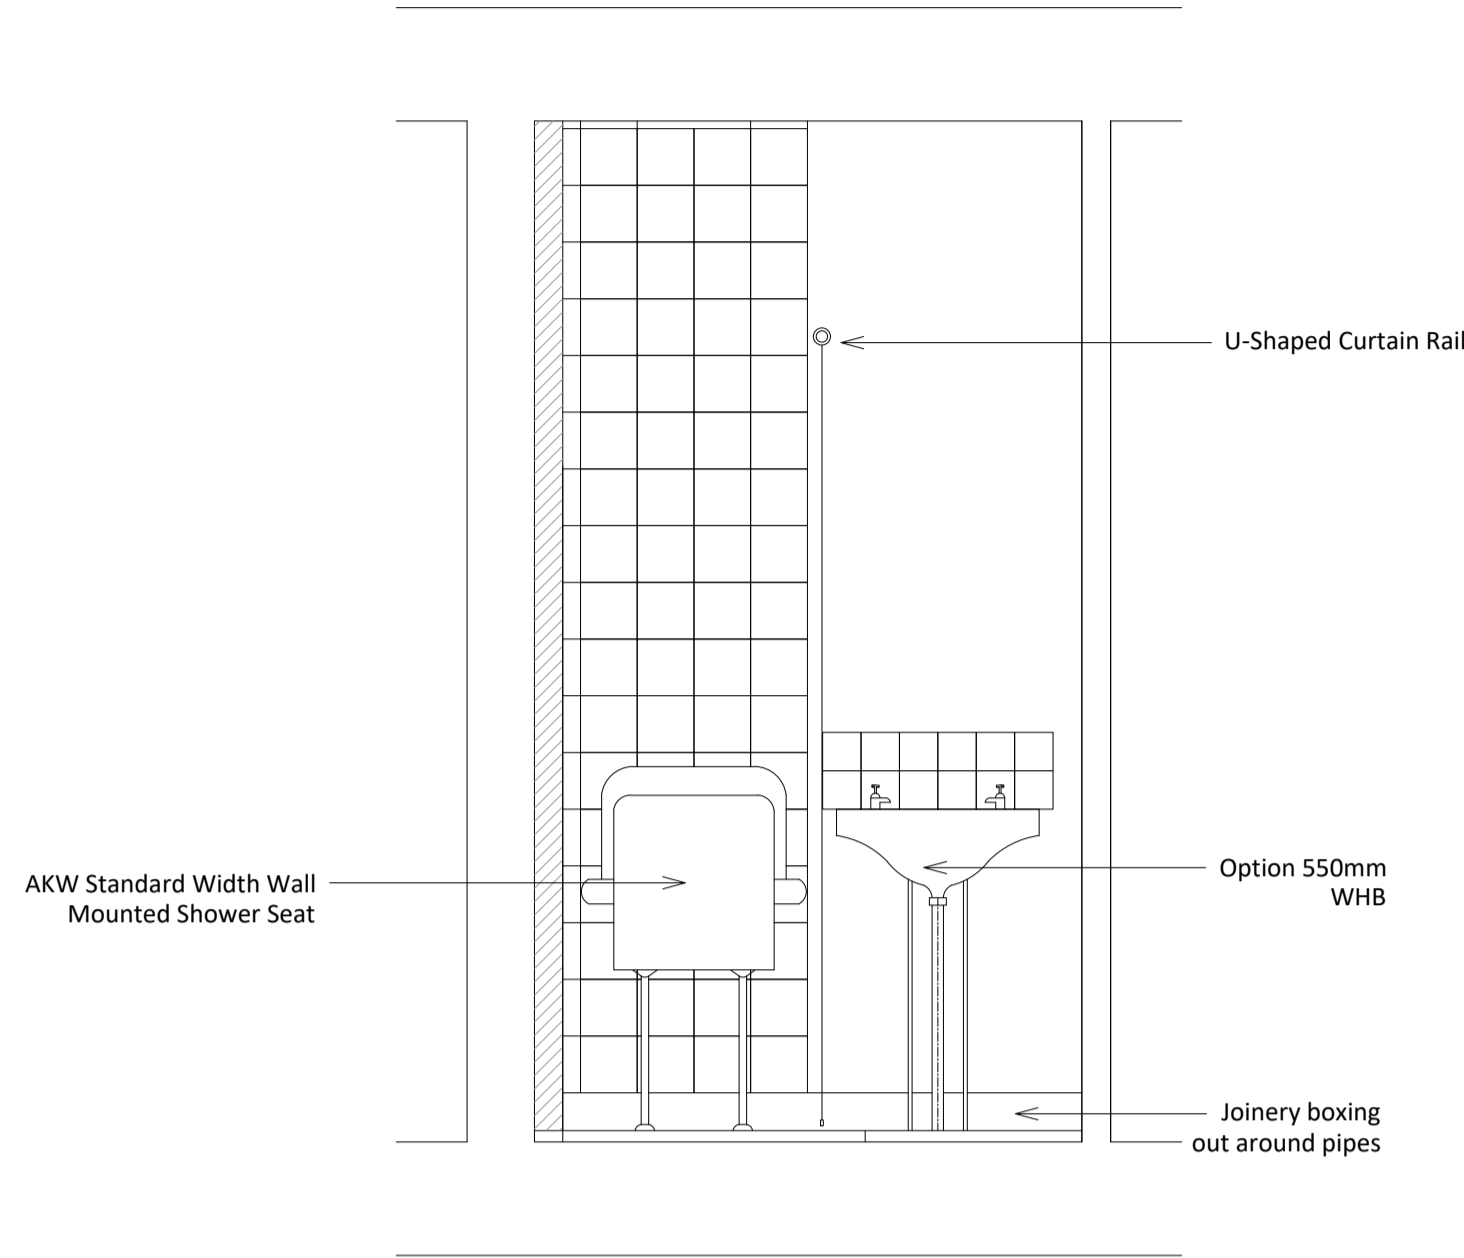 U-Shaped Curtain Rail
Option 550mm
WHB
AKW Standard Width Wall
Mounted Shower Seat
Joinery boxing
out around pipes